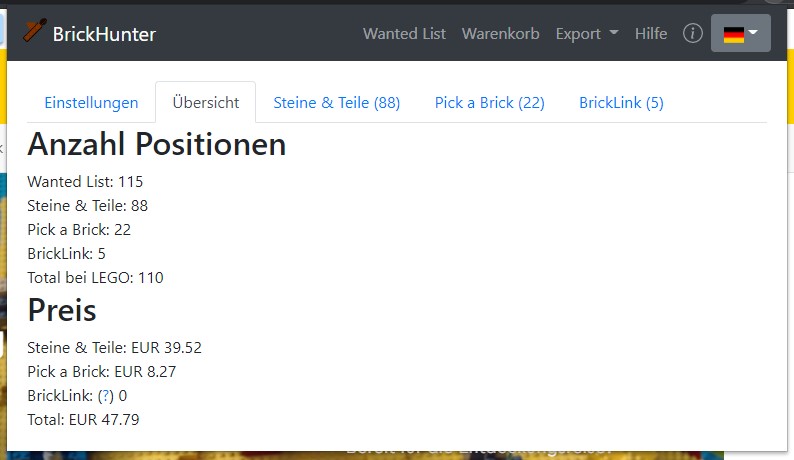 BrickHunter
Wanted List Warenkorb Export Hilfe
Einstellungen Übersicht Steine & Teile (88) Pick a Brick (22) BrickLink (5)
Anzahl Positionen
Wanted List: 115
Steine & Teile: 88
Pick a Brick: 22
BrickLink: 5
Total bei LEGO: 110
Preis
Steine & Teile: EUR 39.52
Pick a Brick: EUR 8.27
BrickLink: (?) 0
Total: EUR 47.79